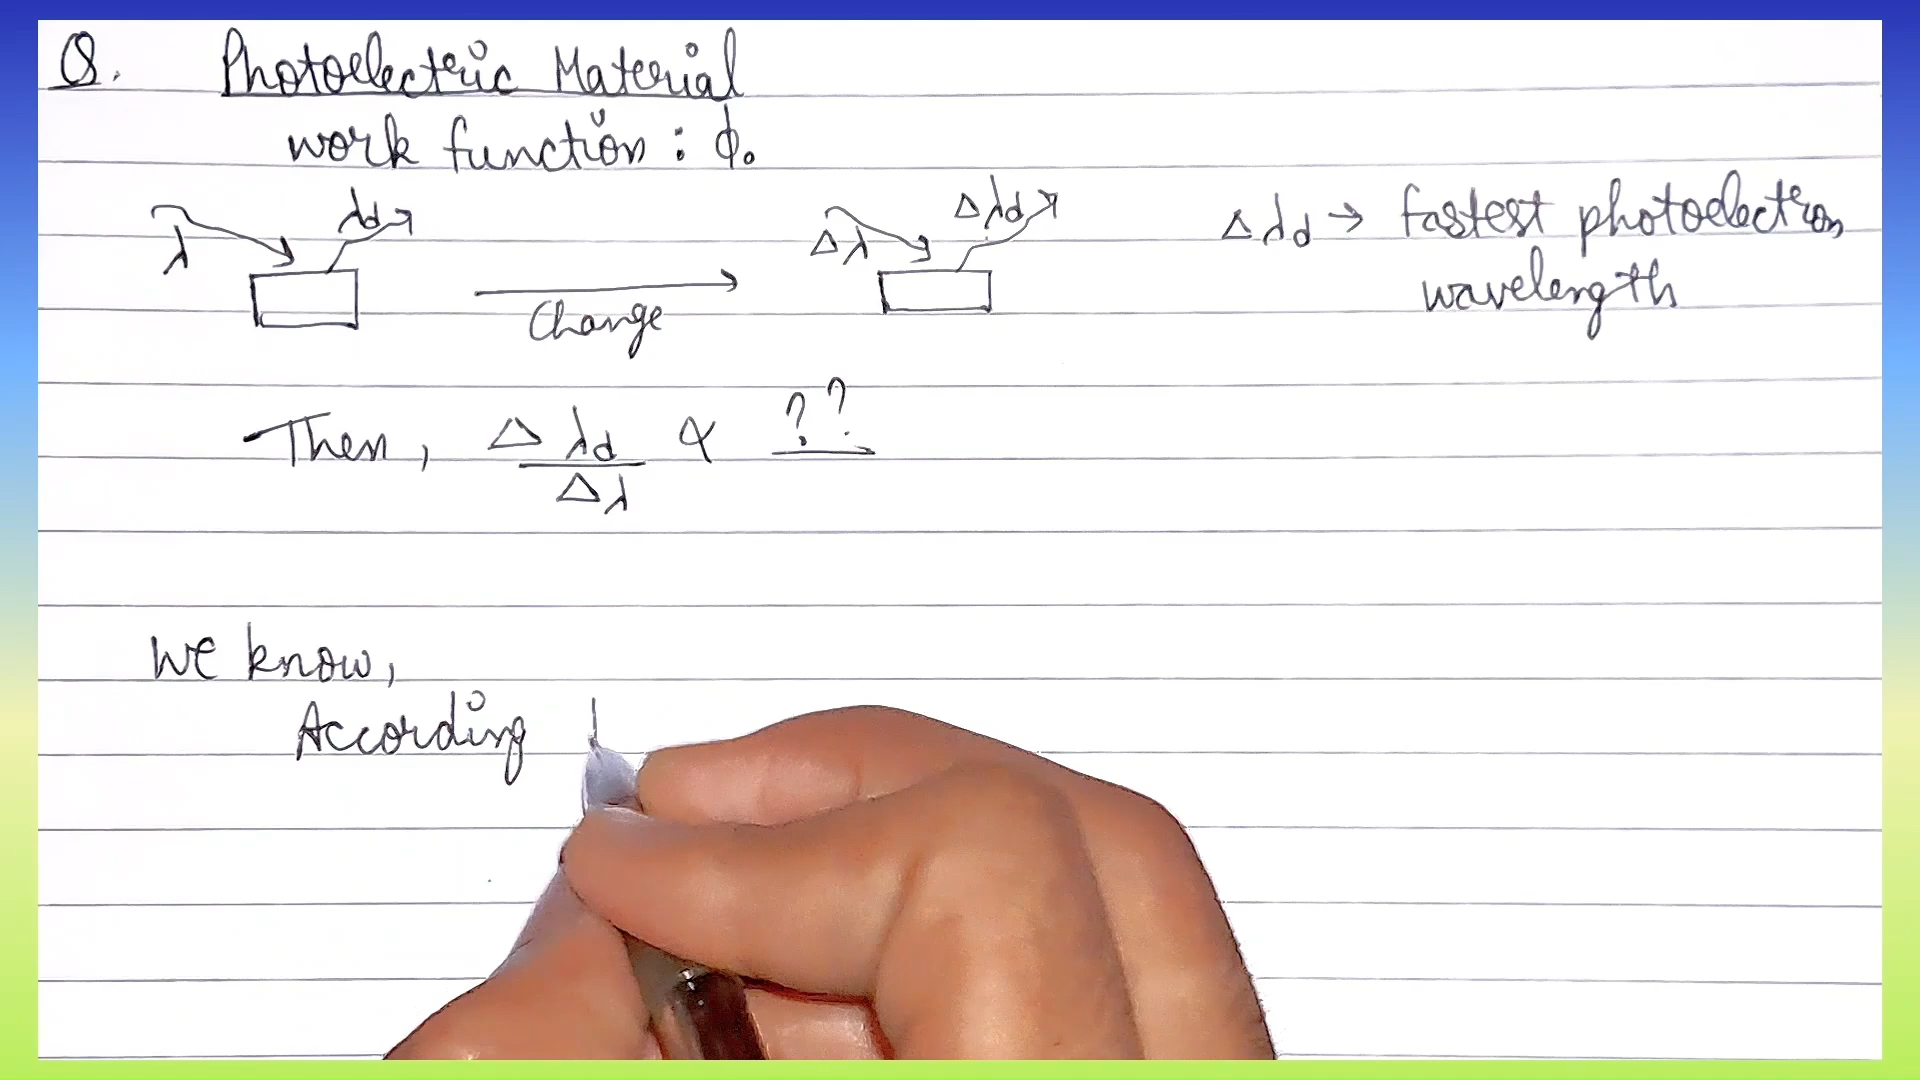 Q. Photoelectric Material
work function : ϕ₀
λ λd
Change
Δλ Δλd
Δλd → fastest photoelectron
wavelength
Then, Δλd/Δλ ∝ ??
We know,
According